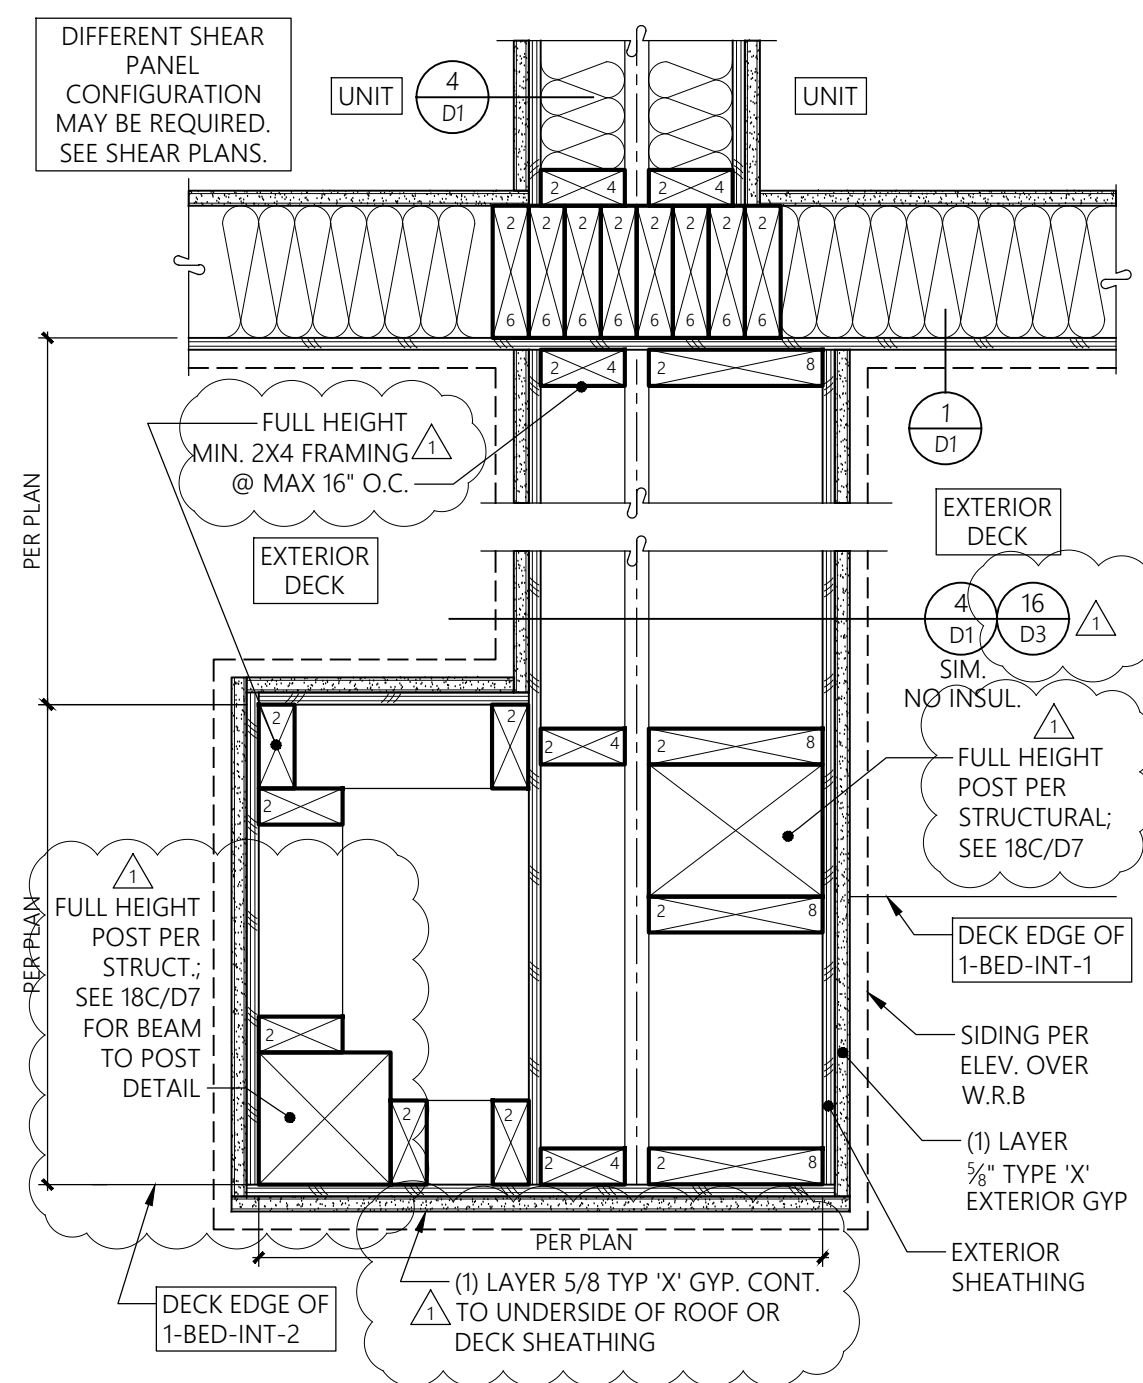 DIFFERENT SHEAR
PANEL
CONFIGURATION
MAY BE REQUIRED.
SEE SHEAR PLANS.
UNIT
4
D1
UNIT
2 4
2 4
2 2 2 2 2 2 2 2
6 6 6 6 6 6 6 6
2 4
2 8
FULL HEIGHT
MIN. 2X4 FRAMING
@ MAX 16" O.C.
1
1
D1
PER PLAN
EXTERIOR
DECK
EXTERIOR
DECK
4
D1
16
D3
1
SIM.
NO INSUL.
2
2
2
2 4
2 8
1
FULL HEIGHT
POST PER
STRUCTURAL;
SEE 18C/D7
2 8
PER PLAN
1
FULL HEIGHT
POST PER
STRUCT.;
SEE 18C/D7
FOR BEAM
TO POST
DETAIL
DECK EDGE OF
1-BED-INT-1
2
2
2
2 4
2 8
SIDING PER
ELEV. OVER
W.R.B
(1) LAYER
⅝" TYPE 'X'
EXTERIOR GYP
EXTERIOR
SHEATHING
PER PLAN
DECK EDGE OF
1-BED-INT-2
1
(1) LAYER 5/8 TYP 'X' GYP. CONT.
TO UNDERSIDE OF ROOF OR
DECK SHEATHING